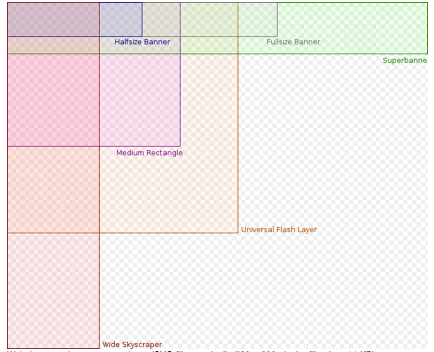 Halfsize Banner
Fullsize Banner
Superbanne
Medium Rectangle
Universal Flash Layer
Wide Skyscraper